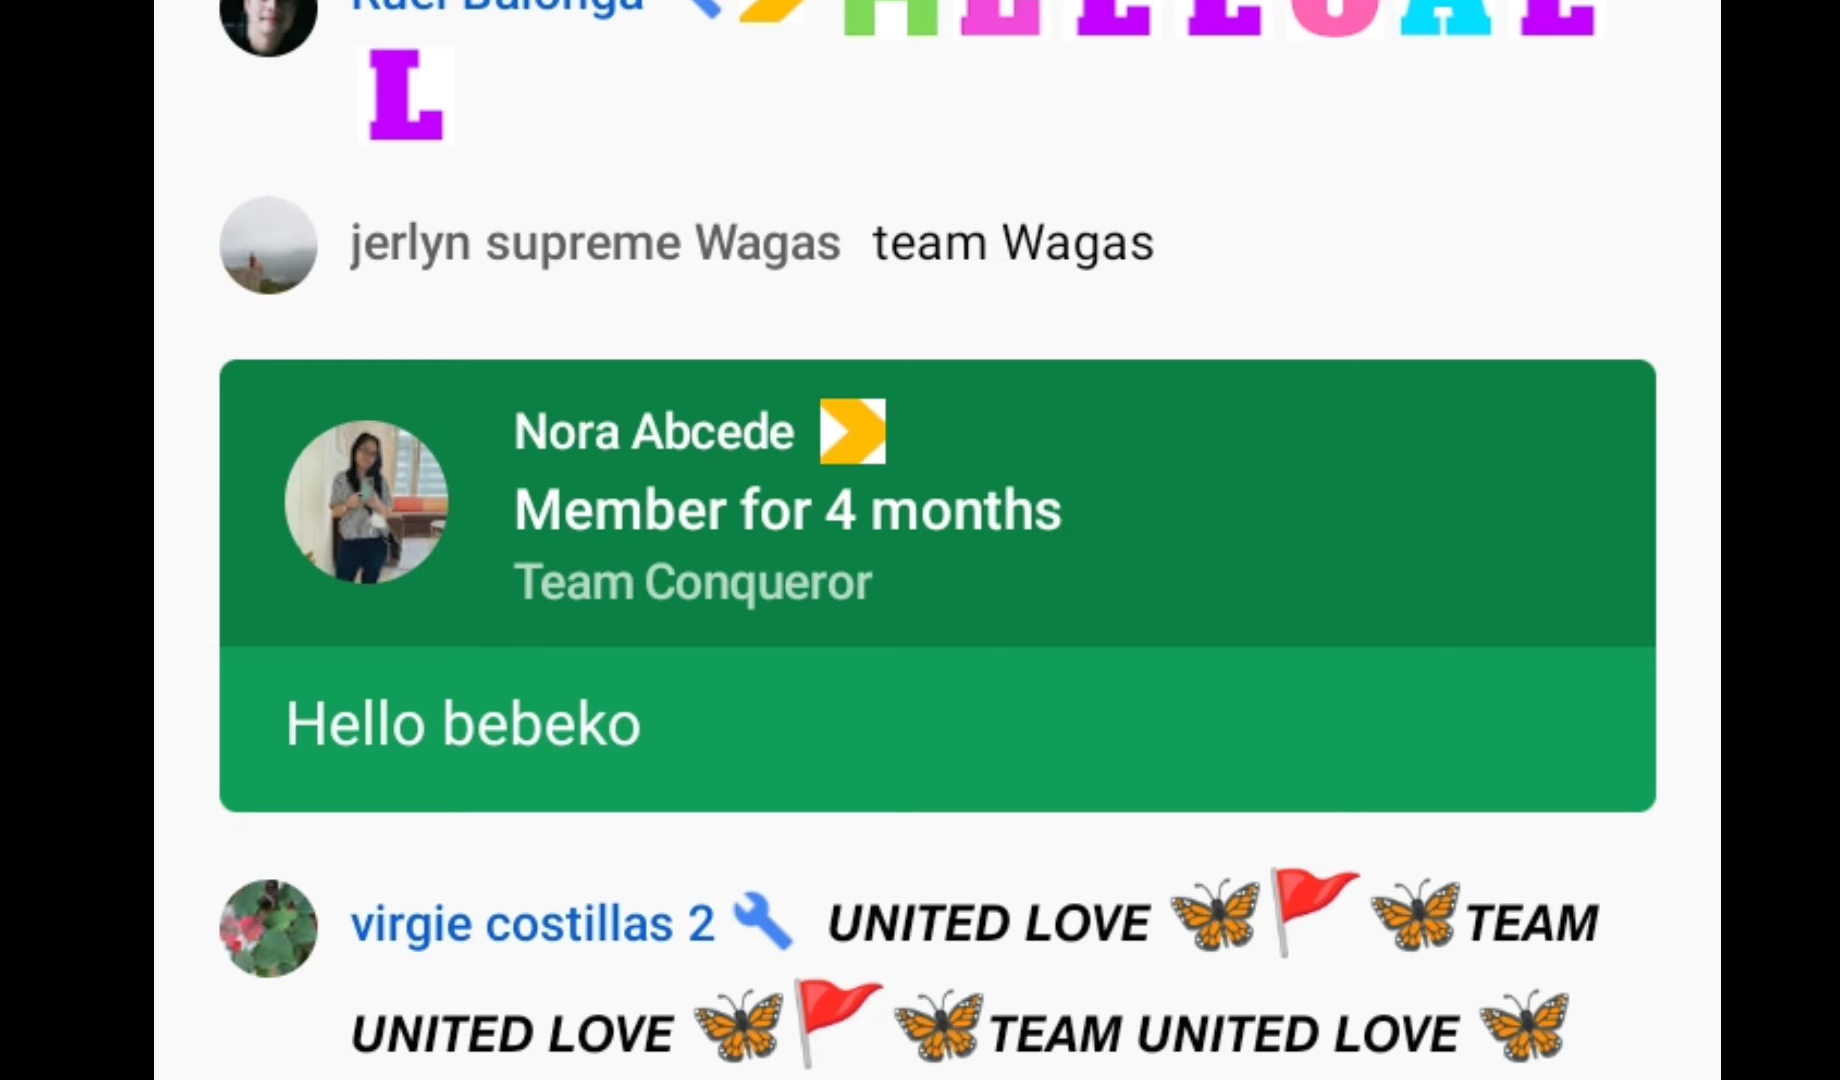 HELLOAL
L
jerlyn supreme Wagas team Wagas
Nora Abcede
Member for 4 months
Team Conqueror
Hello bebeko
virgie costillas 2 UNITED LOVE 🦋🚩🦋TEAM
UNITED LOVE 🦋🚩🦋TEAM UNITED LOVE 🦋